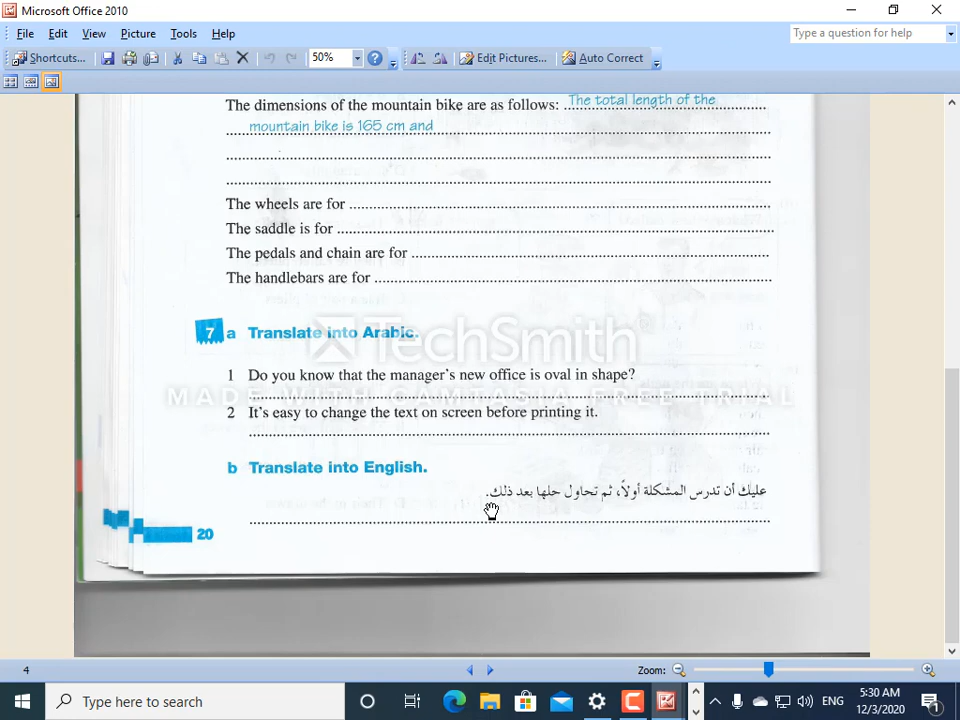 Microsoft Office 2010
File Edit View Picture Tools Help
Type a question for help
Shortcuts... 50% Edit Pictures... Auto Correct
The dimensions of the mountain bike are as follows: The total length of the
mountain bike is 165 cm and
The wheels are for
The saddle is for
The pedals and chain are for
The handlebars are for
7 a Translate into Arabic.
TechSmith
1 Do you know that the manager's new office is oval in shape?
MADE WITH CAMTASIA FREE TRIAL
2 It's easy to change the text on screen before printing it.
b Translate into English.
عليك أن تدرس المشكلة أولاً، ثم تحاول حلها بعد ذلك.
20
4 Zoom:
Type here to search
ENG
5:30 AM
12/3/2020
1